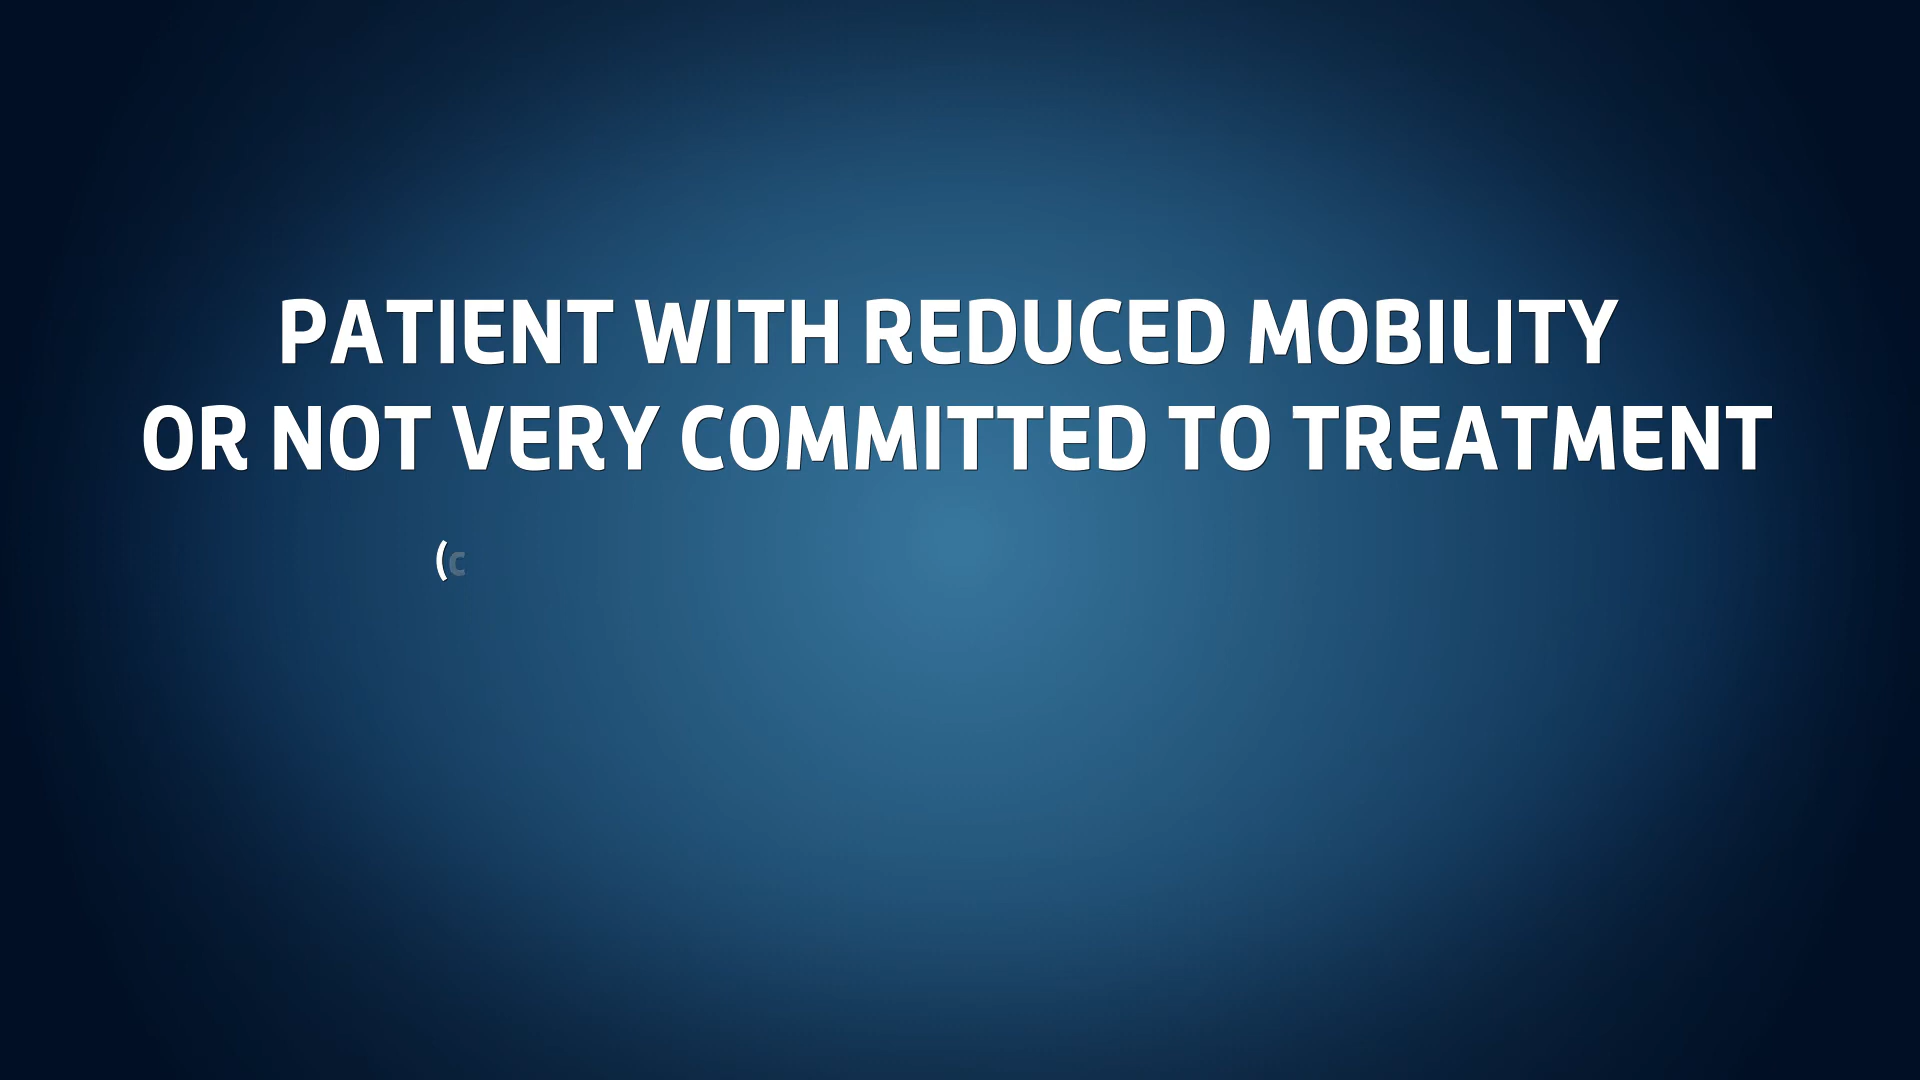 PATIENT WITH REDUCED MOBILITY
OR NOT VERY COMMITTED TO TREATMENT
(c